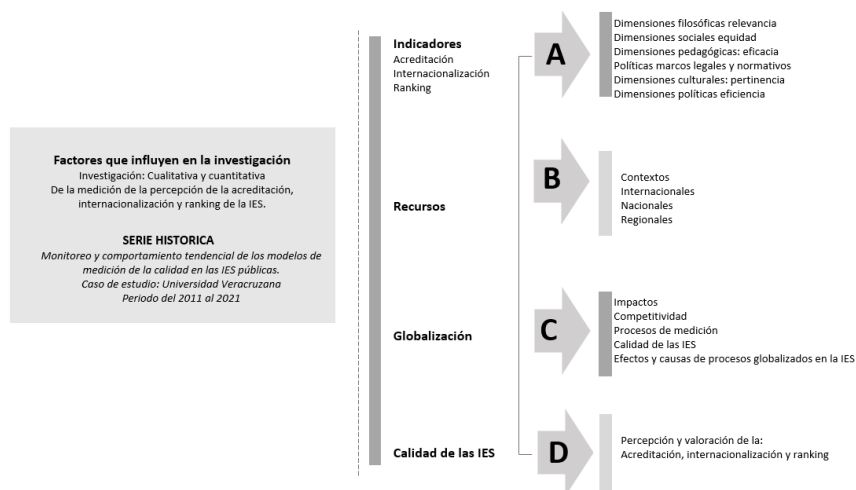 Factores que influyen en la investigación
Investigación: Cualitativa y cuantitativa
De la medición de la percepción de la acreditación,
internacionalización y ranking de la IES.
SERIE HISTORICA
Monitoreo y comportamiento tendencial de los modelos de
medición de la calidad en las IES públicas.
Caso de estudio: Universidad Veracruzana
Periodo del 2011 al 2021
Indicadores
Acreditación
Internacionalización
Ranking
Recursos
Globalización
Calidad de las IES
A
Dimensiones filosóficas relevancia
Dimensiones sociales equidad
Dimensiones pedagógicas: eficacia
Políticas marcos legales y normativos
Dimensiones culturales: pertinencia
Dimensiones políticas eficiencia
B
Contextos
Internacionales
Nacionales
Regionales
C
Impactos
Competitividad
Procesos de medición
Calidad de las IES
Efectos y causas de procesos globalizados en la IES
D
Percepción y valoración de la:
Acreditación, internacionalización y ranking